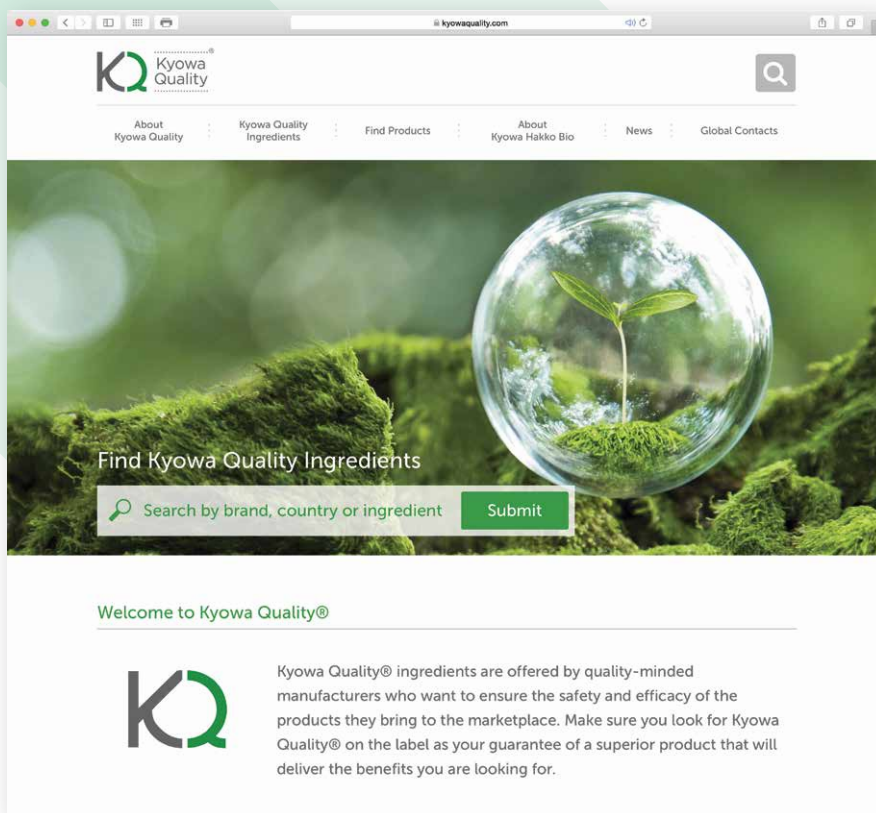 kyowaquality.com
Kyowa
Quality
®
About
Kyowa Quality
Kyowa Quality
Ingredients
Find Products
About
Kyowa Hakko Bio
News
Global Contacts
Find Kyowa Quality Ingredients
Search by brand, country or ingredient
Submit
Welcome to Kyowa Quality®
KQ
Kyowa Quality® ingredients are offered by quality-minded
manufacturers who want to ensure the safety and efficacy of the
products they bring to the marketplace. Make sure you look for Kyowa
Quality® on the label as your guarantee of a superior product that will
deliver the benefits you are looking for.